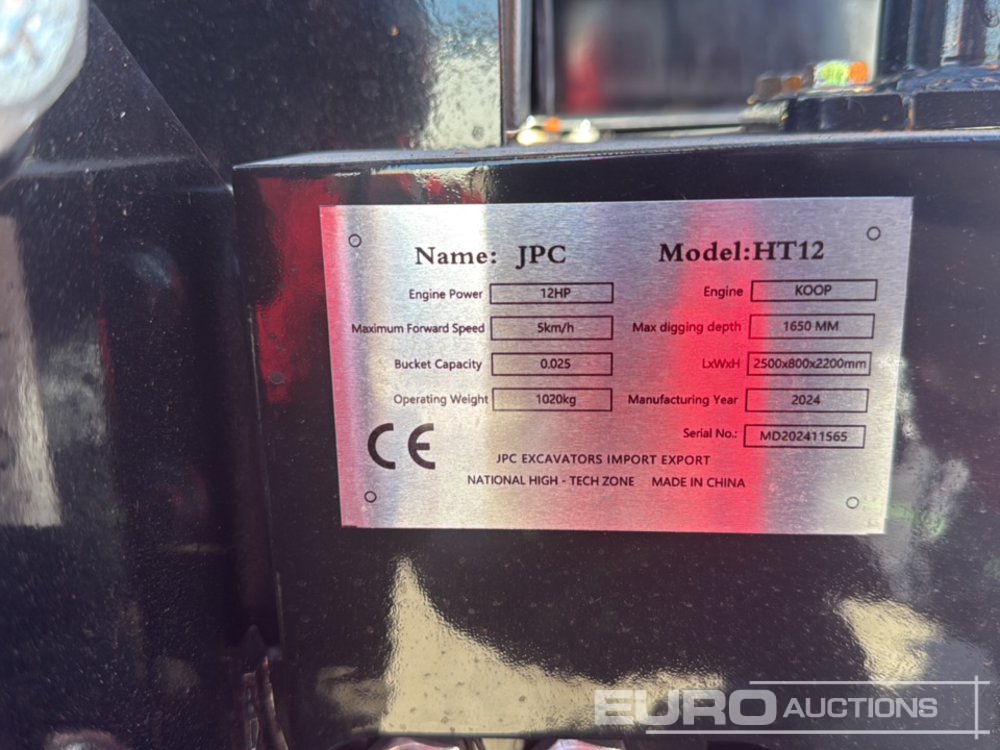 Name: JPC Model:HT12
Engine Power 12HP Engine KOOP
Maximum Forward Speed 5km/h Max digging depth 1650 MM
Bucket Capacity 0.025 LxWxH 2500x800x2200mm
Operating Weight 1020kg Manufacturing Year 2024
Serial No.: MD202411565
CE
JPC EXCAVATORS IMPORT EXPORT
NATIONAL HIGH - TECH ZONE MADE IN CHINA
EURO AUCTIONS